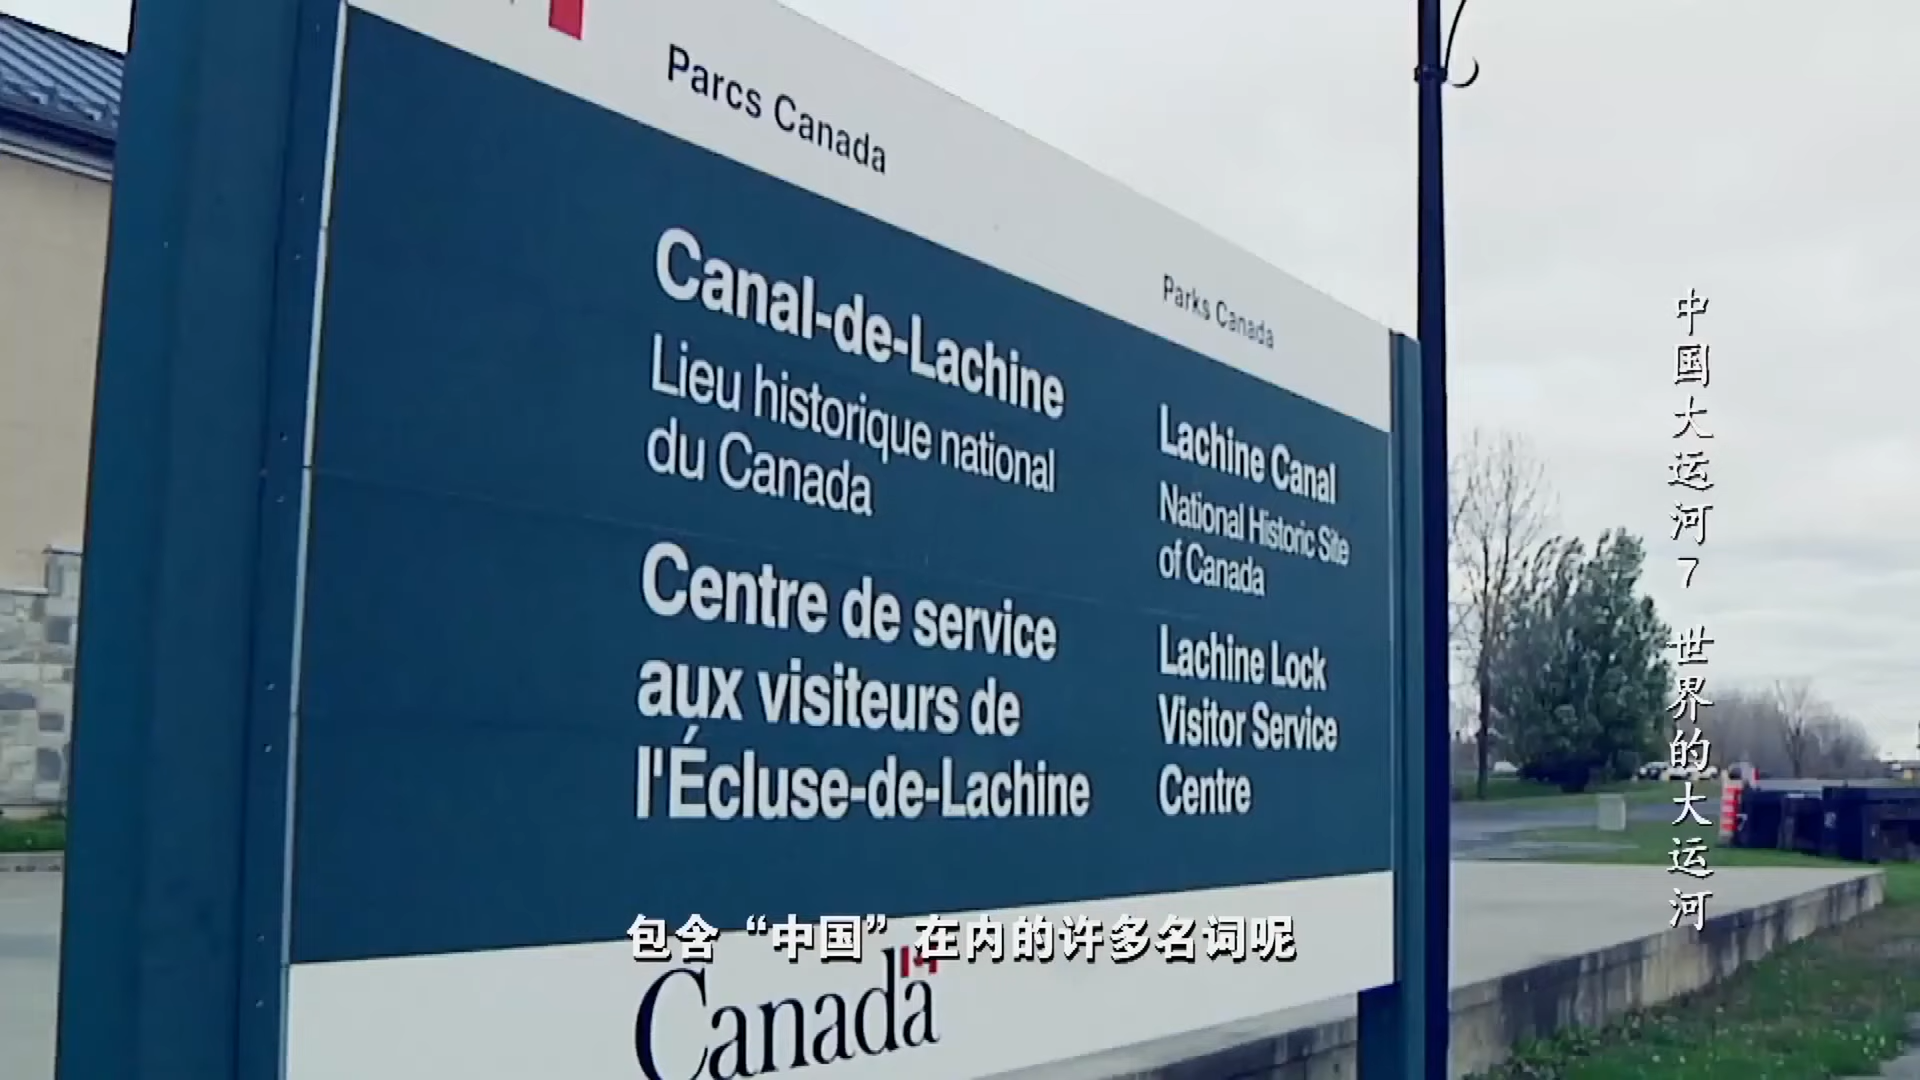 Parcs Canada
Parks Canada
Canal-de-Lachine
Lieu historique national
du Canada
Centre de service
aux visiteurs de
l'Écluse-de-Lachine
Lachine Canal
National Historic Site
of Canada
Lachine Lock
Visitor Service
Centre
Canada
中国大运河7 世界的大运河
包含“中国”在内的许多名词呢